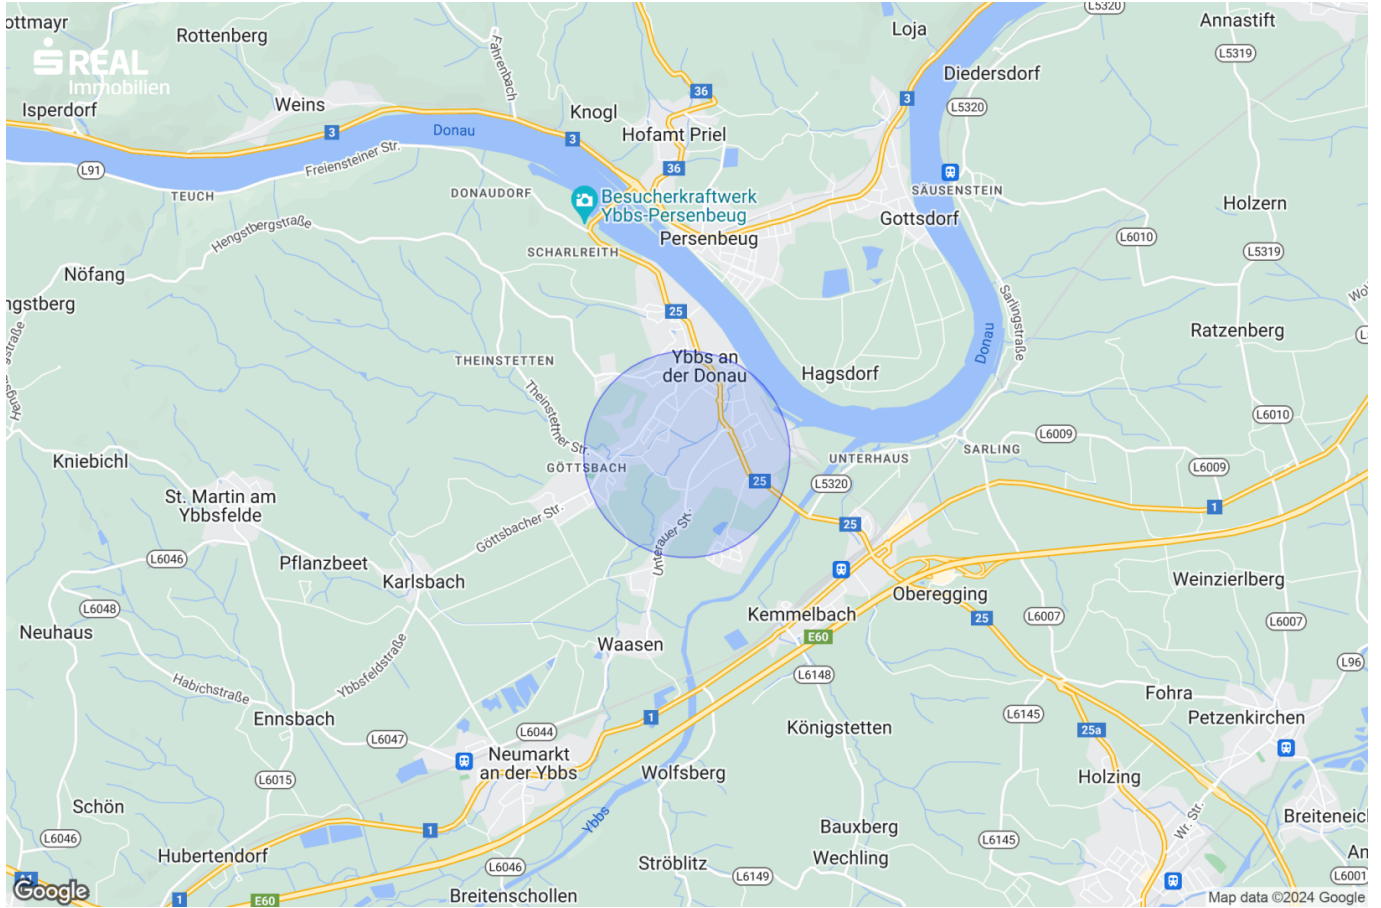 ottmayr
Rottenberg
Fahrenbach
Loja
L5320
Annastift
L5319
S REAL
Immobilien
36
Diedersdorf
3
L5320
Isperdorf
Weins
Knogl
Donau
3
3
Hofamt Priel
Freiensteiner Str.
L91
36
TEUCH
DONAUDORF
SÄUSENSTEIN
Besucherkraftwerk
Ybbs-Persenbeug
Gottsdorf
Holzern
Hengstbergstraße
SCHARLREITH
Persenbeug
L6010
L5319
Nöfang
ngstberg
25
Sarlingstraße
Wo
Donau
Ratzenberg
L
straße
THEINSTETTEN
Ybbs an
der Donau
Hagsdorf
Hengs
Theinstettner Str.
L6010
L6009
Kniebichl
GÖTTSBACH
UNTERHAUS
SARLING
L6009
25
L5320
St. Martin am
Ybbsfelde
Göttsbacher Str.
Unterauer Str.
25
1
L6046
Pflanzbeet
Karlsbach
Oberegging
Weinzierlberg
L6048
Kemmelbach
25
L6007
L6007
Neuhaus
E60
Waasen
Ybbsfeldstraße
L96
L6148
Habichstraße
Fohra
Ennsbach
1
Königstetten
L6145
Petzenkirchen
L6047
L6044
25a
Neumarkt
an der Ybbs
Wolfsberg
Holzing
L6015
Schön
Ybbs
Wr. Str.
Breiteneich
1
Bauxberg
L6046
L6145
Hubertendorf
Ströblitz
Wechling
An
L6046
L6149
L6001
A1
Google
1
E60
Breitenschollen
Map data ©2024 Google